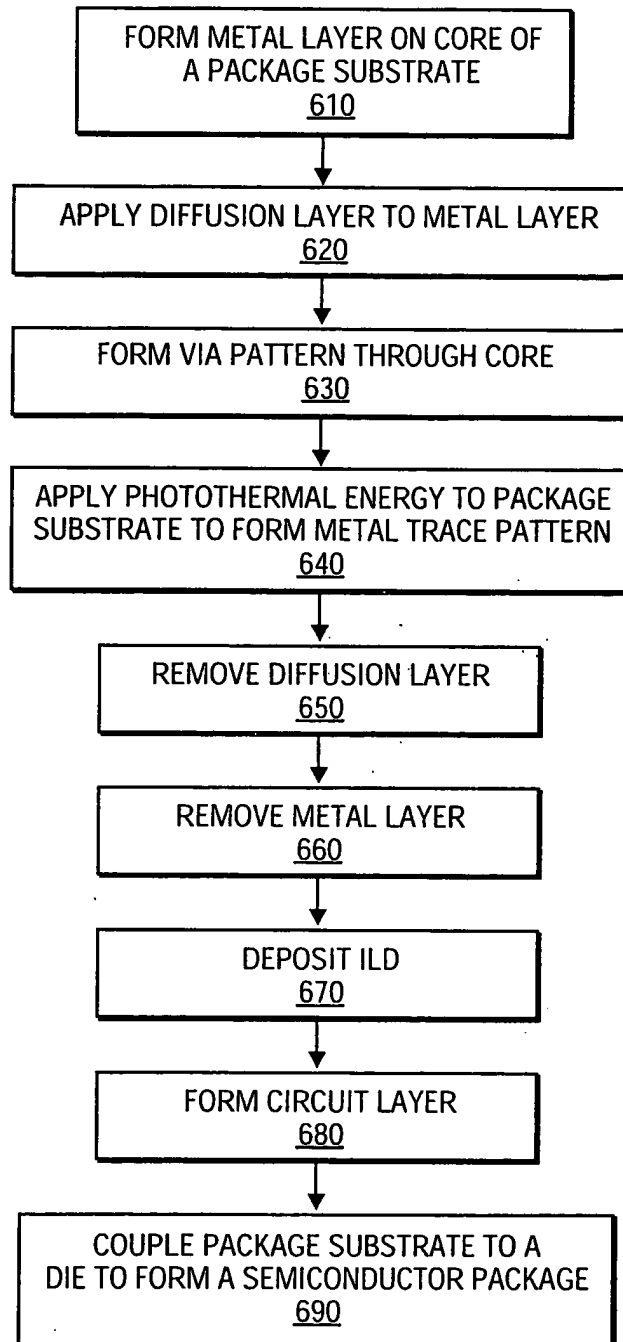 FORM METAL LAYER ON CORE OF
A PACKAGE SUBSTRATE
610
APPLY DIFFUSION LAYER TO METAL LAYER
620
FORM VIA PATTERN THROUGH CORE
630
APPLY PHOTOTHERMAL ENERGY TO PACKAGE
SUBSTRATE TO FORM METAL TRACE PATTERN
640
REMOVE DIFFUSION LAYER
650
REMOVE METAL LAYER
660
DEPOSIT ILD
670
FORM CIRCUIT LAYER
680
COUPLE PACKAGE SUBSTRATE TO A
DIE TO FORM A SEMICONDUCTOR PACKAGE
690